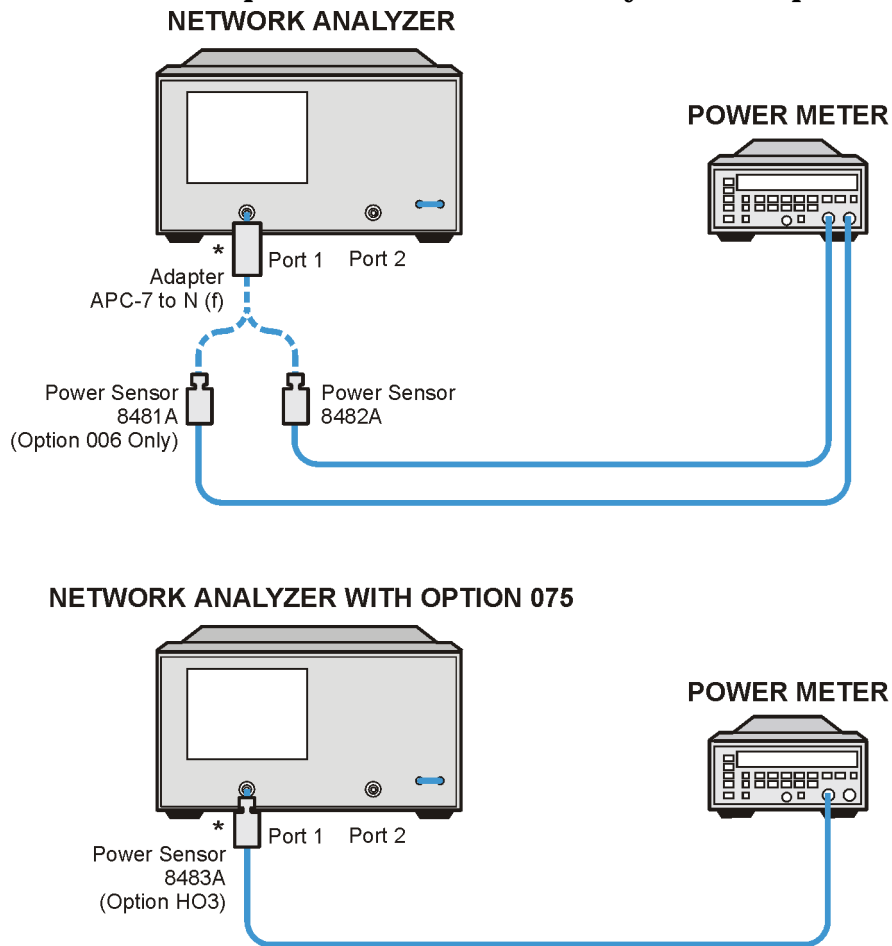 NETWORK ANALYZER
POWER METER
*
Port 1 Port 2
Adapter
APC-7 to N (f)
Power Sensor
8481A
(Option 006 Only)
Power Sensor
8482A
NETWORK ANALYZER WITH OPTION 075
POWER METER
*
Port 1 Port 2
Power Sensor
8483A
(Option HO3)